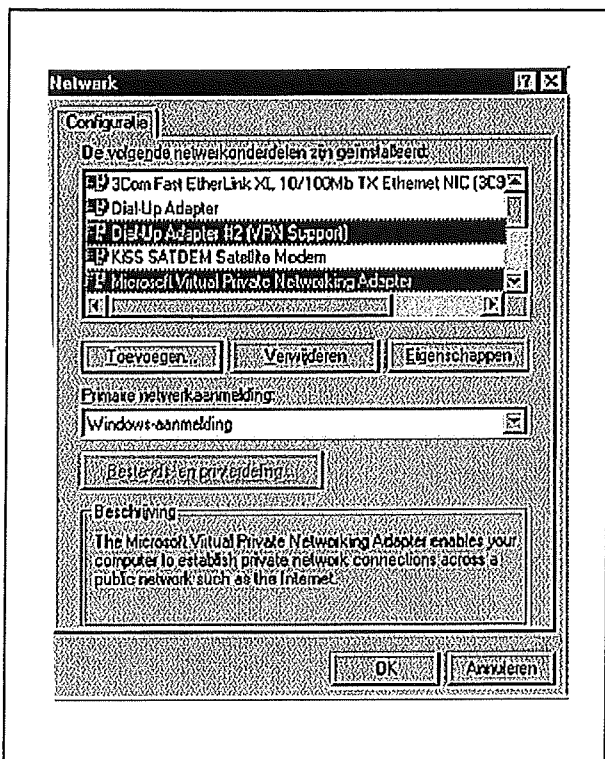 Netwerk
Configuratie
De volgende netwerkonderdelen zijn geïnstalleerd:
3Com Fast EtherLink XL 10/100Mb TX Ethernet NIC (3C9
Dial-Up Adapter
Dial-Up Adapter #2 (VPN Support)
KiSS SATDEM Satellite Modem
Microsoft Virtual Private Networking Adapter
Toevoegen...
Verwijderen
Eigenschappen
Primaire netwerkaanmelding:
Windows-aanmelding
Bestands- en printerdeling...
Beschrijving
The Microsoft Virtual Private Networking Adapter enables your
computer to establish private network connections across a
public network such as the Internet.
OK
Annuleren